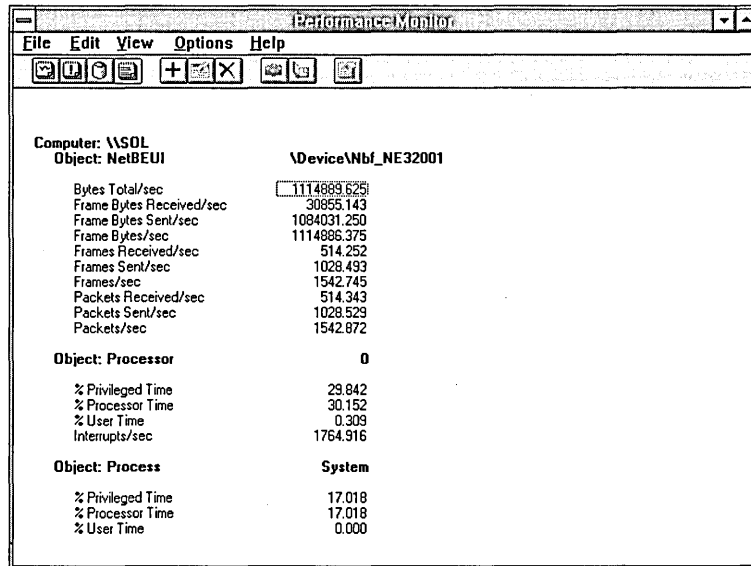 Performance Monitor
File Edit View Options Help
Computer: \\SOL
Object: NetBEUI \Device\Nbf_NE32001
Bytes Total/sec 1114889.625
Frame Bytes Received/sec 30855.143
Frame Bytes Sent/sec 1084031.250
Frame Bytes/sec 1114886.375
Frames Received/sec 514.252
Frames Sent/sec 1028.493
Frames/sec 1542.745
Packets Received/sec 514.343
Packets Sent/sec 1028.529
Packets/sec 1542.872
Object: Processor 0
% Privileged Time 29.842
% Processor Time 30.152
% User Time 0.309
Interrupts/sec 1764.916
Object: Process System
% Privileged Time 17.018
% Processor Time 17.018
% User Time 0.000